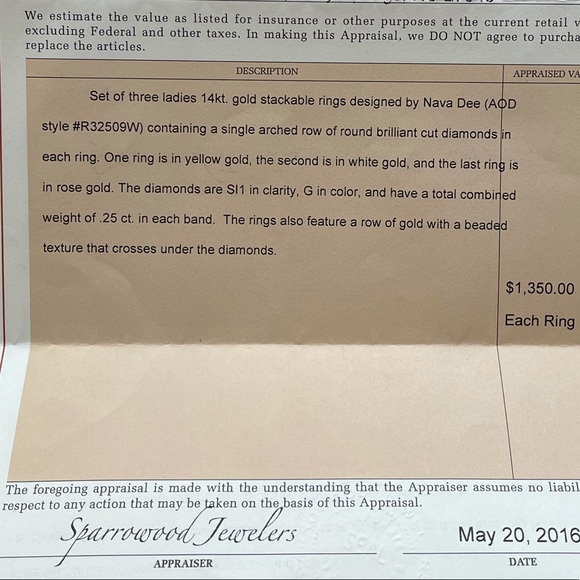 We estimate the value as listed for insurance or other purposes at the current retail
excluding Federal and other taxes. In making this Appraisal, we DO NOT agree to
replace the articles.
DESCRIPTION
APPRAISED
Set of three ladies 14kt. gold stackable rings designed by Nava Dee (AOD
style #R32509W) containing a single arched row of round brilliant cut diamonds in
each ring. One ring is in yellow gold, the second is in white gold, and the last ring is
in rose gold. The diamonds are SI1 in clarity, G in color, and have a total combined
weight of .25 ct. in each band. The rings also feature a row of gold with a beaded
texture that crosses under the diamonds.
$1,350.00
Each Ring
The foregoing appraisal is made with the understanding that the Appraiser assumes no
respect to any action that may be taken on the basis of this Appraisal.
Sparrowood Jewelers
May 20, 2016
APPRAISER
DATE